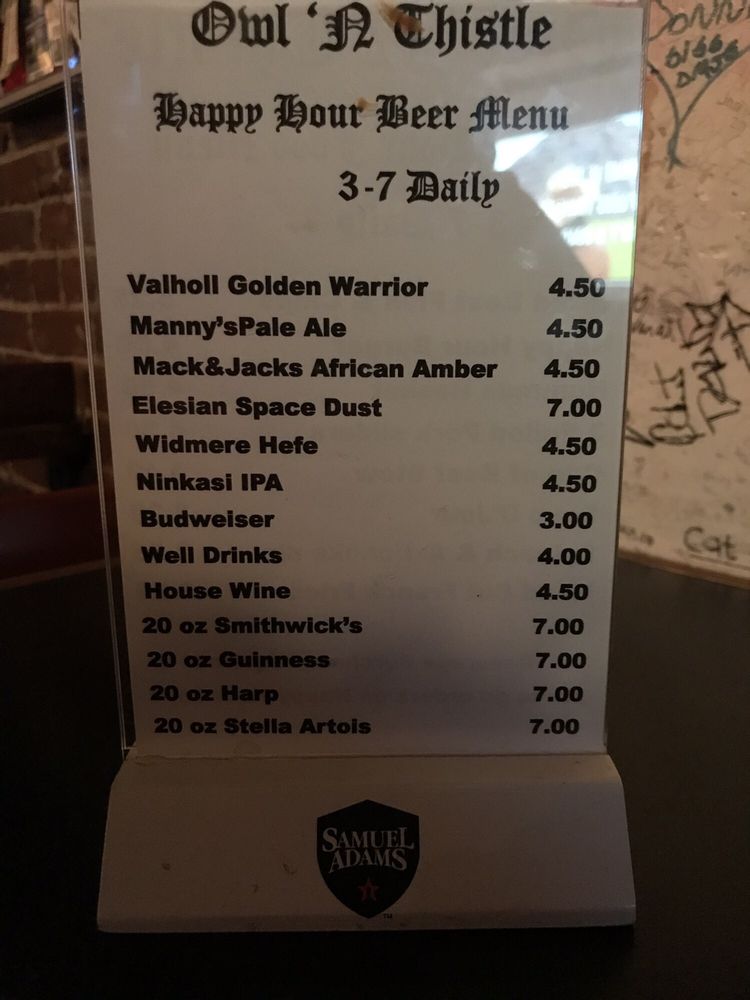 Owl 'N Thistle
Happy Hour Beer Menu
3-7 Daily
Valholl Golden Warrior 4.50
Manny'sPale Ale 4.50
Mack&Jacks African Amber 4.50
Elesian Space Dust 7.00
Widmere Hefe 4.50
Ninkasi IPA 4.50
Budweiser 3.00
Well Drinks 4.00
House Wine 4.50
20 oz Smithwick's 7.00
20 oz Guinness 7.00
20 oz Harp 7.00
20 oz Stella Artois 7.00
SAMUEL
ADAMS
TM
Cat